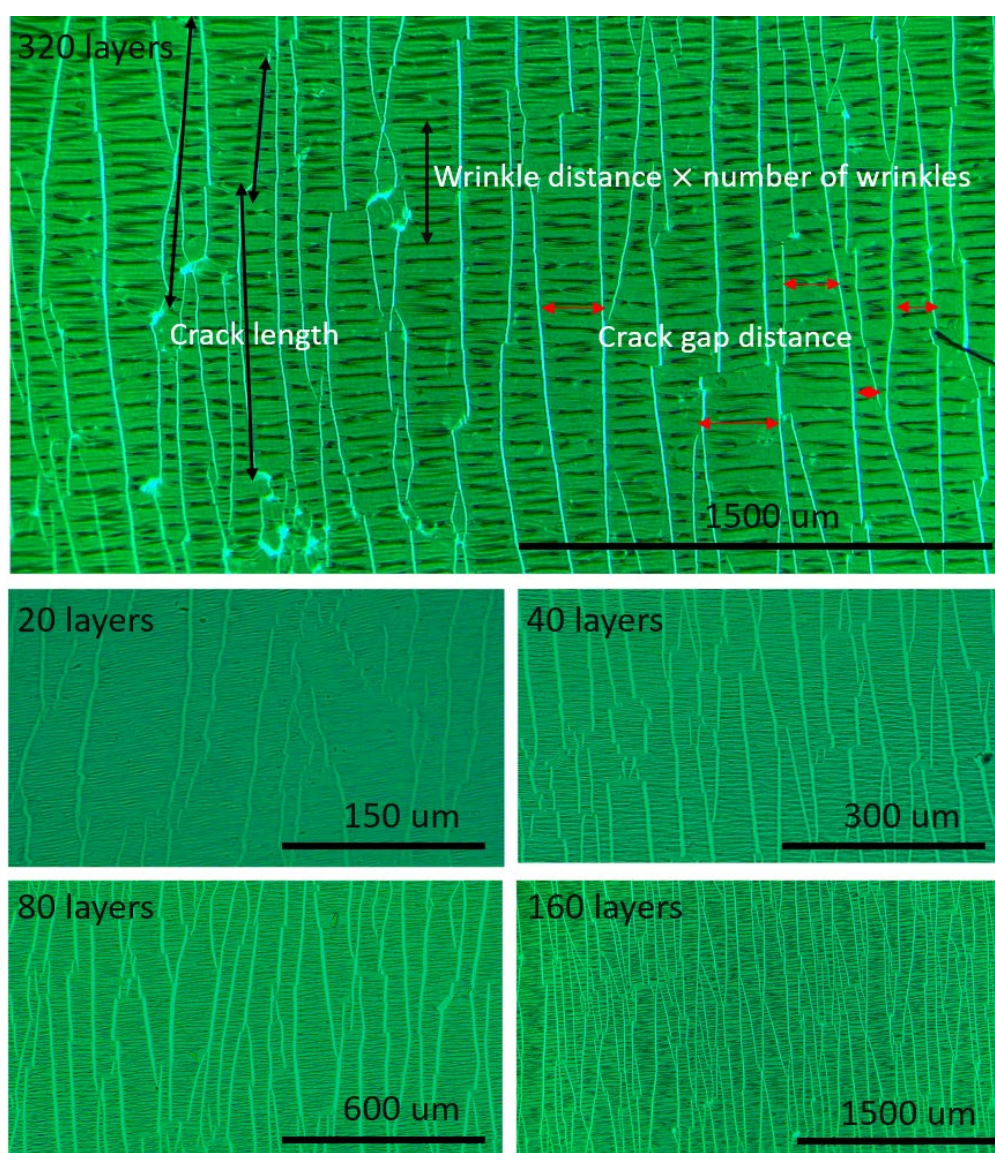 320 layers
Wrinkle distance × number of wrinkles
Crack length
Crack gap distance
1500 um
20 layers
150 um
40 layers
300 um
80 layers
600 um
160 layers
1500 um